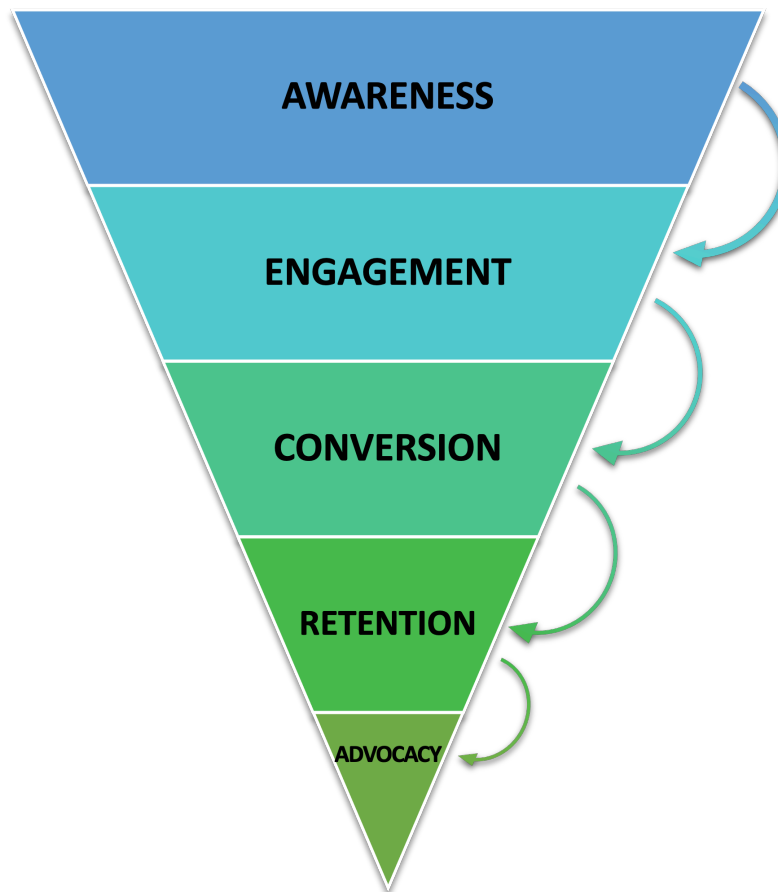 AWARENESS
ENGAGEMENT
CONVERSION
RETENTION
ADVOCACY